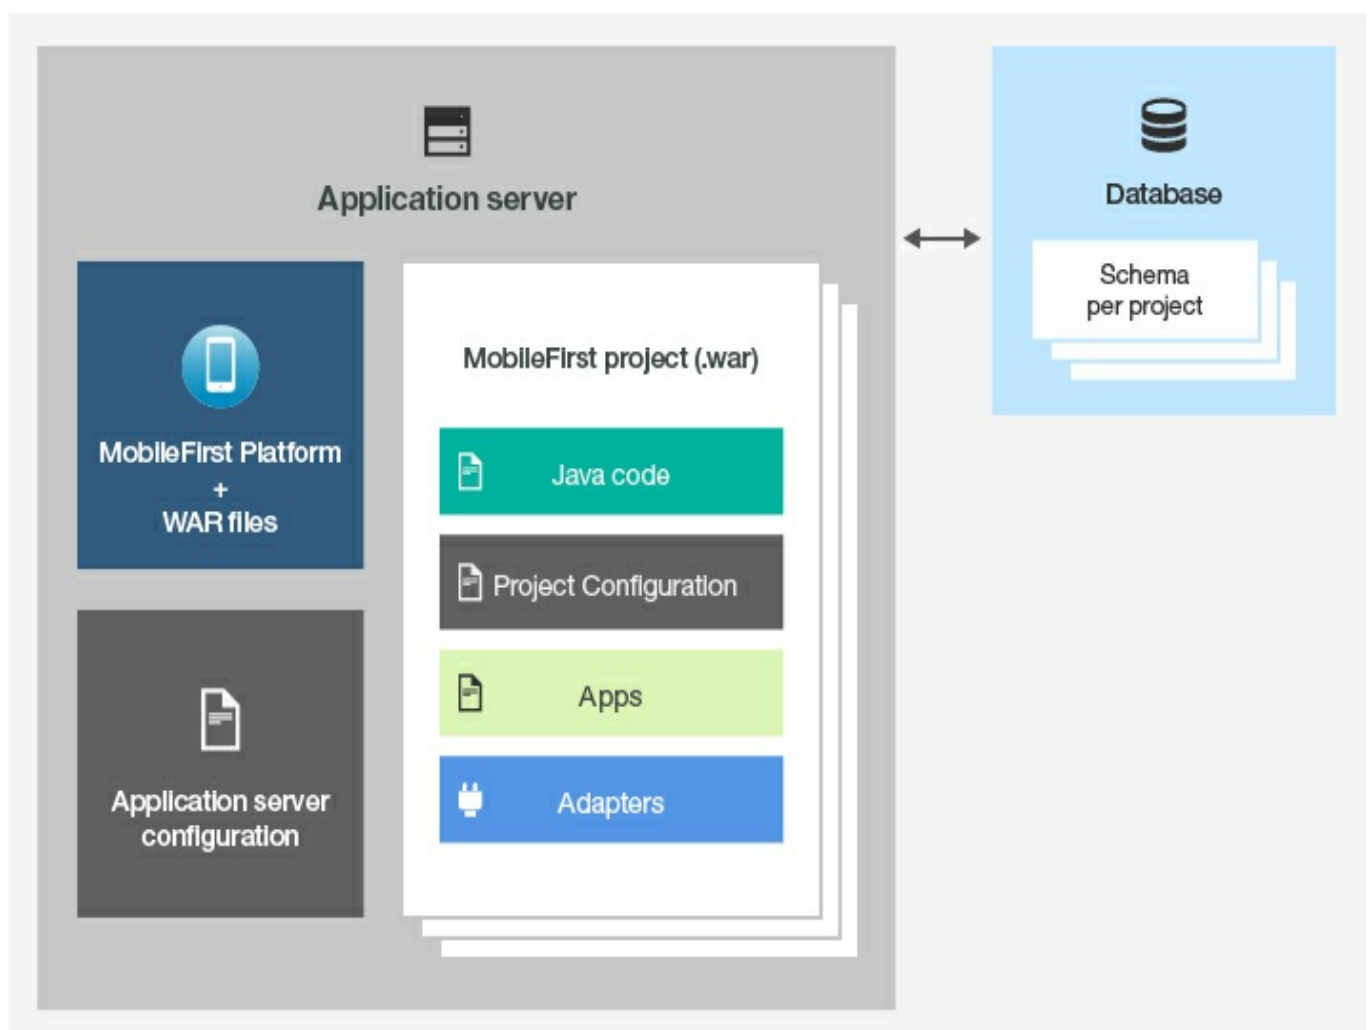 Application server
MobileFirst Platform
+
WAR files
Application server
configuration
MobileFirst project (.war)
Java code
Project Configuration
Apps
Adapters
Database
Schema
per project